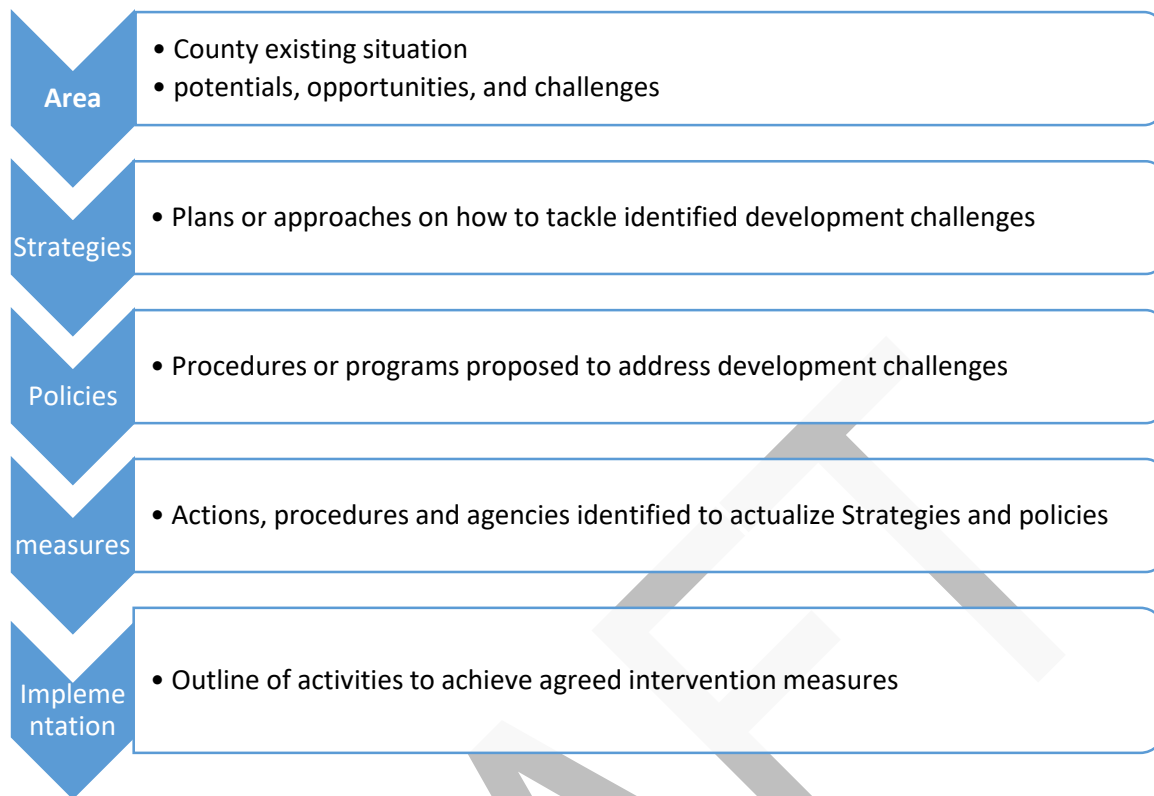 Area
• County existing situation
• potentials, opportunities, and challenges
Strategies
• Plans or approaches on how to tackle identified development challenges
Policies
• Procedures or programs proposed to address development challenges
measures
• Actions, procedures and agencies identified to actualize Strategies and policies
Impleme
ntation
• Outline of activities to achieve agreed intervention measures
AFT